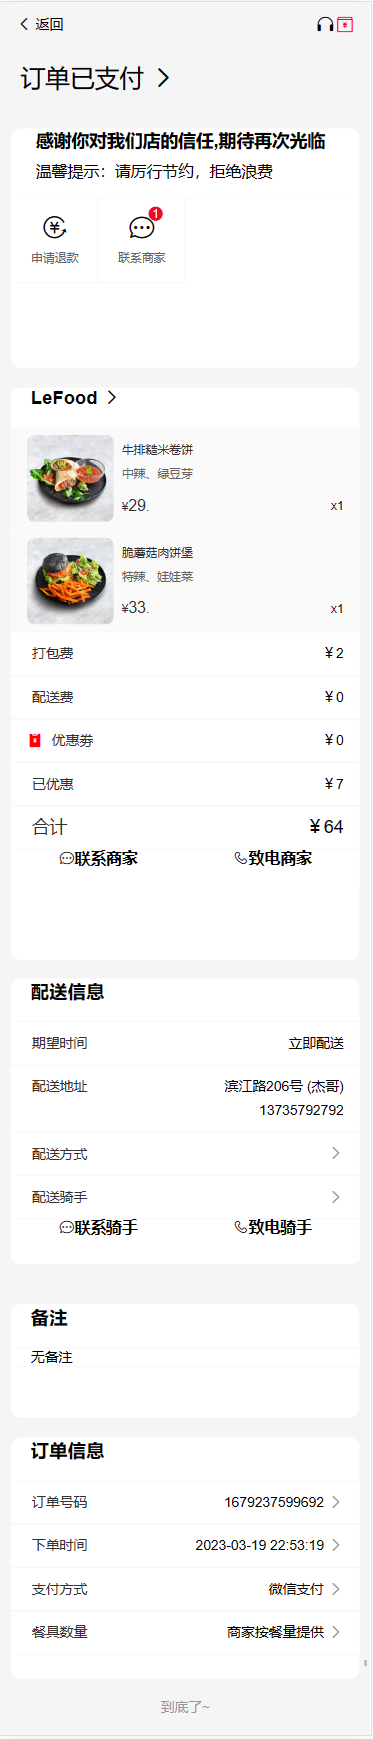 返回
订单已支付
感谢你对我们店的信任,期待再次光临
温馨提示：请厉行节约，拒绝浪费
1
申请退款 联系商家
LeFood
牛排糙米卷饼
中辣、绿豆芽
¥29. x1
脆蘑菇肉饼堡
特辣、娃娃菜
¥33. x1
打包费 ¥ 2
配送费 ¥ 0
优惠劵 ¥ 0
已优惠 ¥ 7
合计 ¥ 64
联系商家 致电商家
配送信息
期望时间 立即配送
配送地址 滨江路206号 (杰哥)
13735792792
配送方式
配送骑手
联系骑手 致电骑手
备注
无备注
订单信息
订单号码 1679237599692
下单时间 2023-03-19 22:53:19
支付方式 微信支付
餐具数量 商家按餐量提供
到底了~